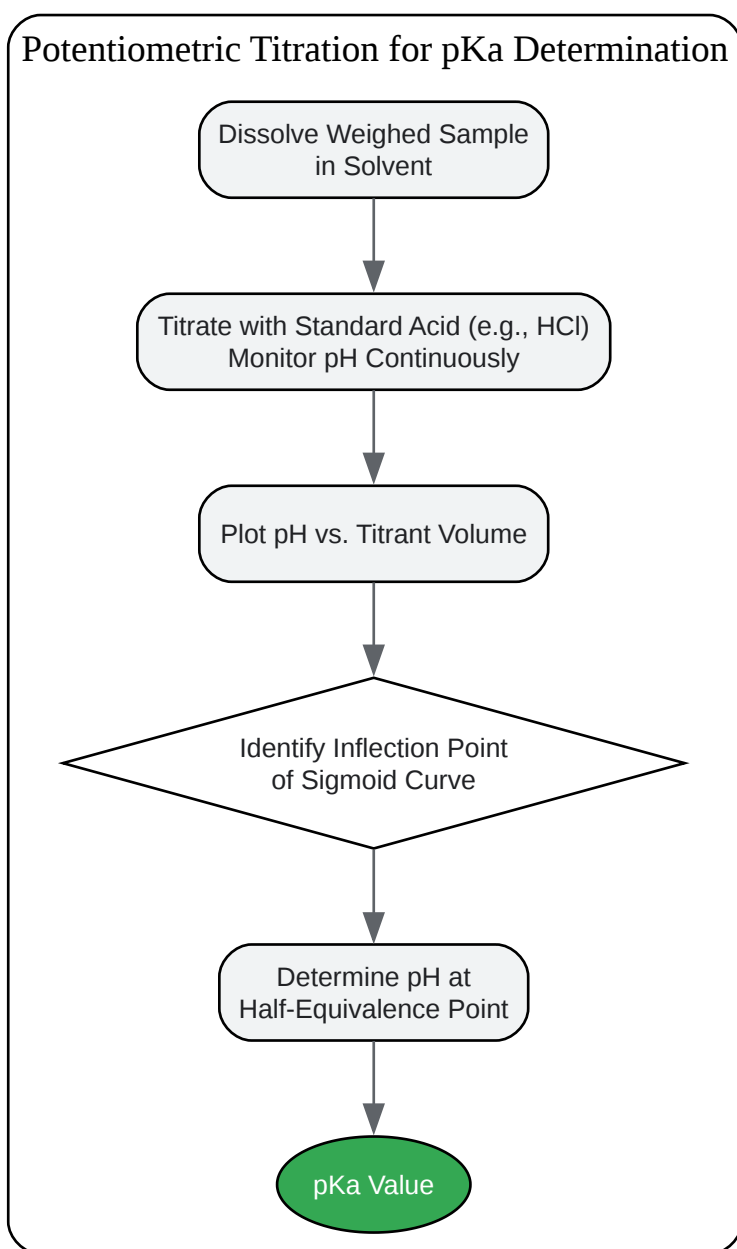 Potentiometric Titration for pKa Determination
Dissolve Weighed Sample
in Solvent
Titrate with Standard Acid (e.g., HCl)
Monitor pH Continuously
Plot pH vs. Titrant Volume
Identify Inflection Point
of Sigmoid Curve
Determine pH at
Half-Equivalence Point
pKa Value